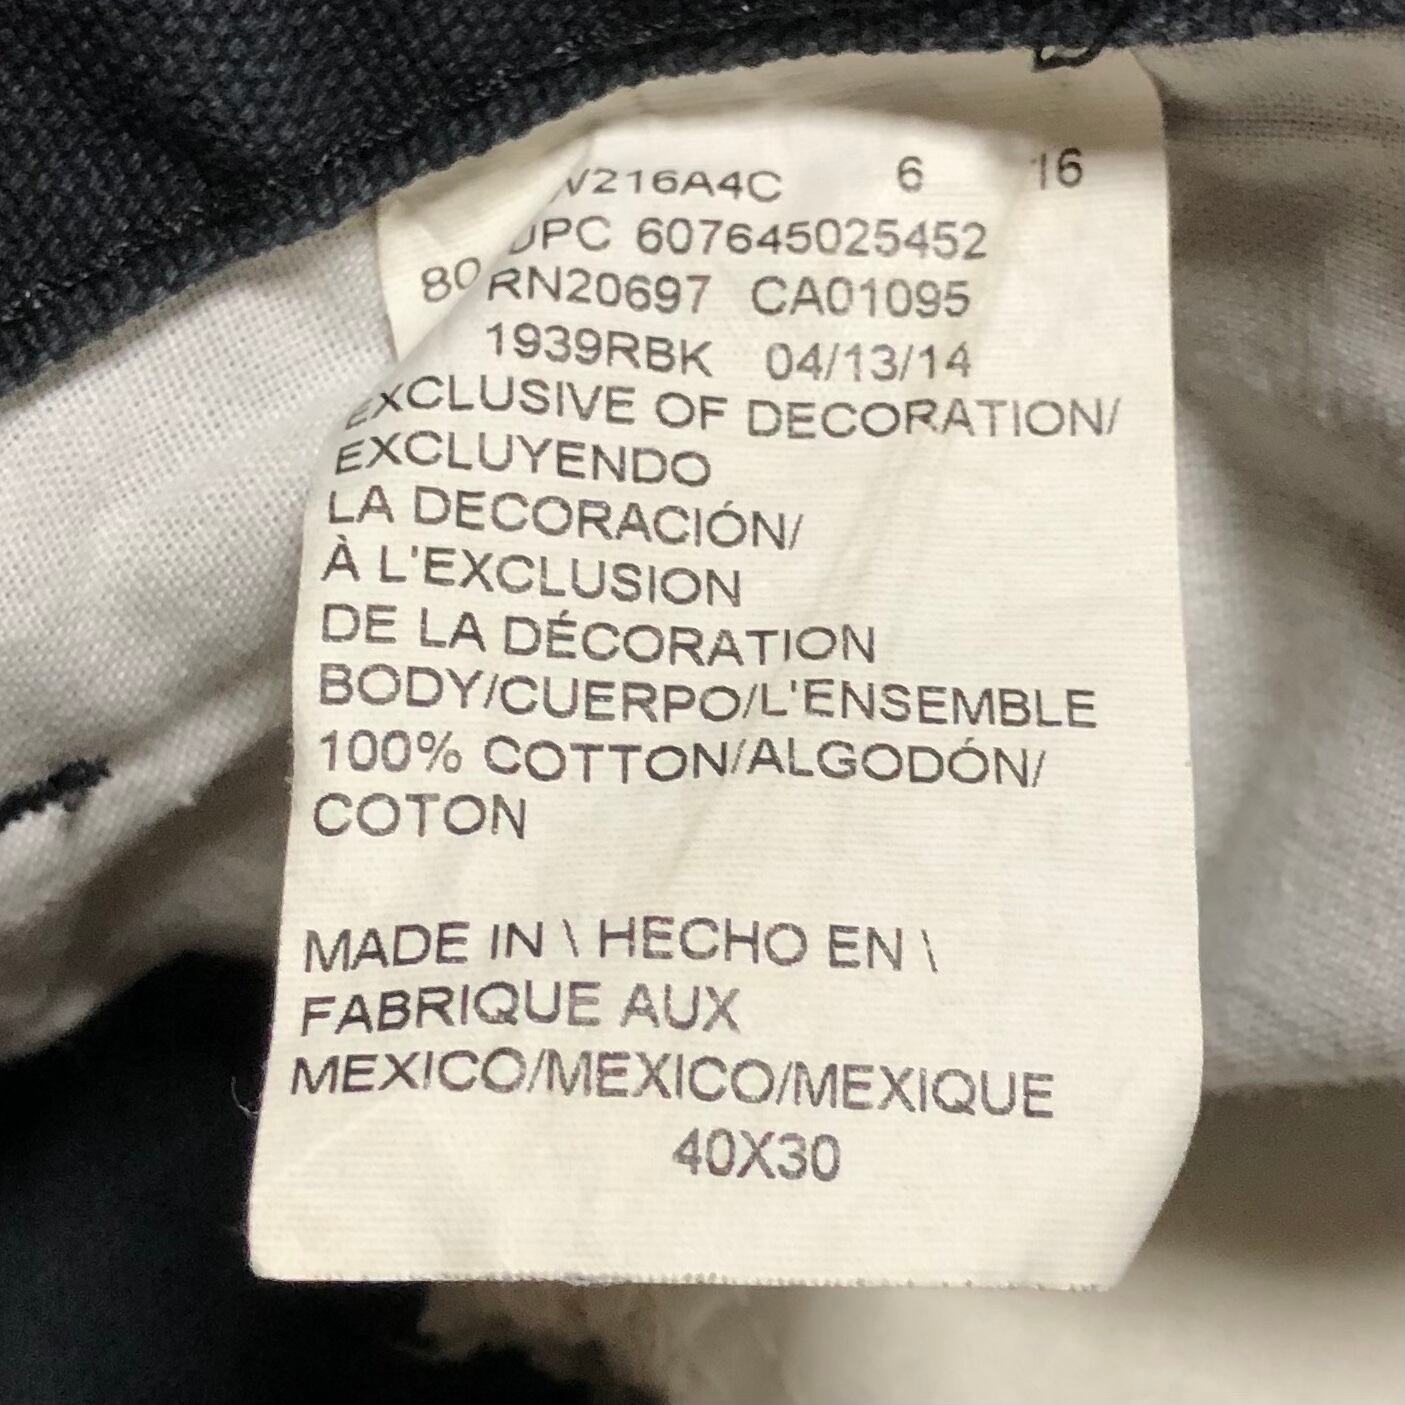 V216A4C 6 16
UPC 607645025452
80 RN20697 CA01095
1939RBK 04/13/14
EXCLUSIVE OF DECORATION/
EXCLUYENDO
LA DECORACIÓN/
À L'EXCLUSION
DE LA DÉCORATION
BODY/CUERPO/L'ENSEMBLE
100% COTTON/ALGODÓN/
COTON
MADE IN \ HECHO EN \
FABRIQUE AUX
MEXICO/MEXICO/MEXIQUE
40X30